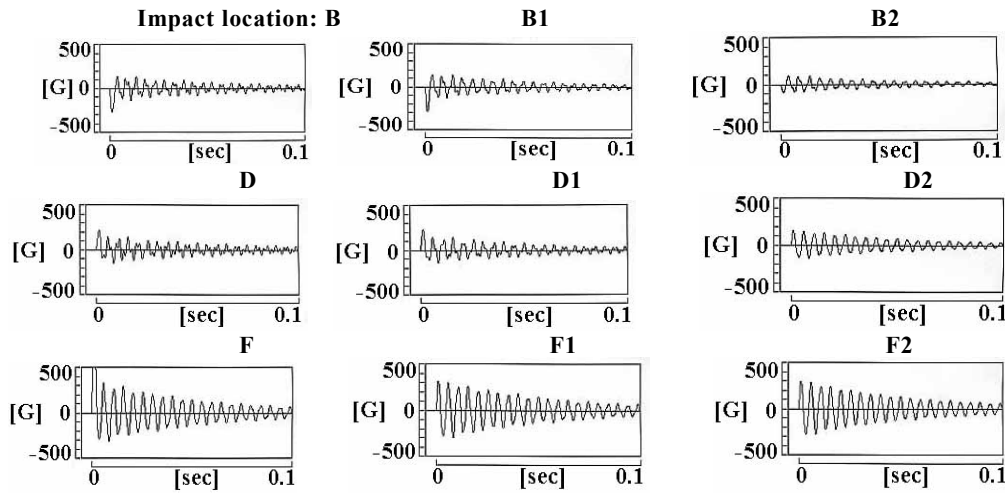 Impact location: B B1 B2
500 500 500
[G] 0 [G] 0 [G] 0
-500 -500 -500
0 [sec] 0.1 0 [sec] 0.1 0 [sec] 0.1
D D1 D2
500 500 500
[G] 0 [G] 0 [G] 0
-500 -500 -500
0 [sec] 0.1 0 [sec] 0.1 0 [sec] 0.1
F F1 F2
500 500 500
[G] 0 [G] 0 [G] 0
-500 -500 -500
0 [sec] 0.1 0 [sec] 0.1 0 [sec] 0.1